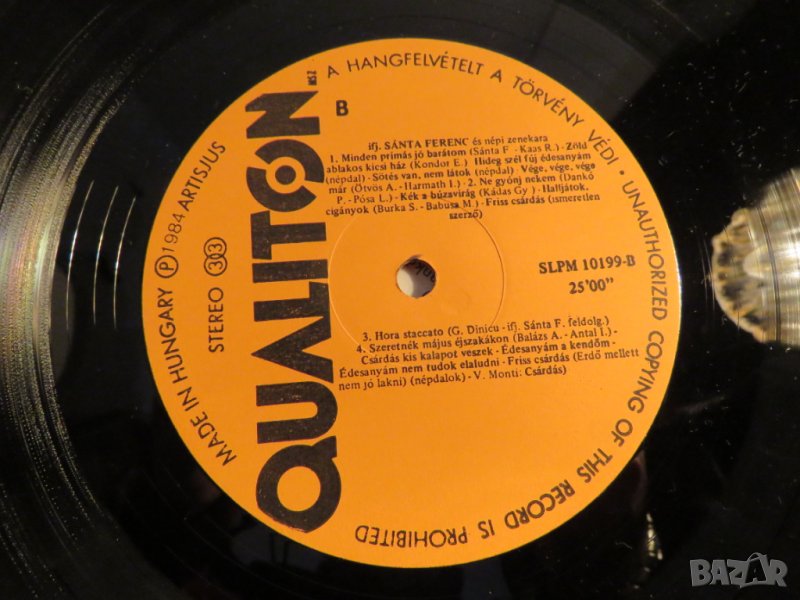 A HANGFELVÉTELT A TÖRVÉNY VÉDI · UNAUTHORIZED COPYING OF THIS RECORD IS PROHIBITED
MADE IN HUNGARY Ⓟ 1984 ARTISJUS
STEREO 33
QUALITON
MSZ
B
ifj. SÁNTA FERENC és népi zenekara
1. Minden prímás jó barátom (Sánta F. - Kaas R.) - Zöld
ablakos kicsi ház (Kondor E.) Hideg szél fúj édesanyám
(népdal) - Sötés van, nem látok (népdal) - Vége, vége, vége
már (Ötvös A. - Harmath I.) - 2. Ne gyónj nekem (Dankó
P. - Pósa L.) - Kék a búzavirág (Kádas Gy.) - Halljátok,
cigányok (Burka S. - Babusa M.) - Friss csárdás (ismeretlen
szerző)
SLPM 10199-B
25'00"
3. Hora staccato (G. Dinicu - ifj. Sánta F. feldolg.)
4. Szeretnék május éjszakákon (Balázs Á. - Antal I.) -
Csárdás kis kalapot veszek - Édesanyám a kendőm -
Édesanyám nem tudok elaludni - Friss csárdás (Erdő mellett
nem jó lakni) (népdalok) - V. Monti: Csárdás)
BAZAR